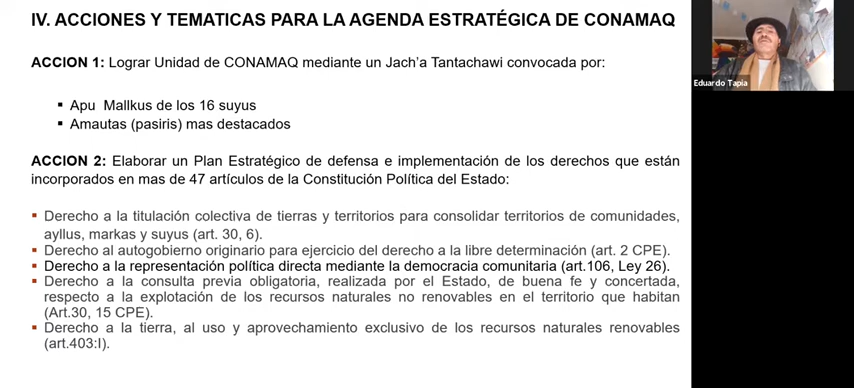 IV. ACCIONES Y TEMATICAS PARA LA AGENDA ESTRATÉGICA DE CONAMAQ
ACCION 1: Lograr Unidad de CONAMAQ mediante un Jach'a Tantachawi convocada por:
▪ Apu Mallkus de los 16 suyus
▪ Amautas (pasiris) mas destacados
ACCION 2: Elaborar un Plan Estratégico de defensa e implementación de los derechos que están
incorporados en mas de 47 artículos de la Constitución Política del Estado:
▪ Derecho a la titulación colectiva de tierras y territorios para consolidar territorios de comunidades,
ayllus, markas y suyus (art. 30, 6).
▪ Derecho al autogobierno originario para ejercicio del derecho a la libre determinación (art. 2 CPE).
▪ Derecho a la representación política directa mediante la democracia comunitaria (art.106, Ley 26).
▪ Derecho a la consulta previa obligatoria, realizada por el Estado, de buena fe y concertada,
respecto a la explotación de los recursos naturales no renovables en el territorio que habitan
(Art.30, 15 CPE).
▪ Derecho a la tierra, al uso y aprovechamiento exclusivo de los recursos naturales renovables
(art.403:I).
Eduardo Tapia